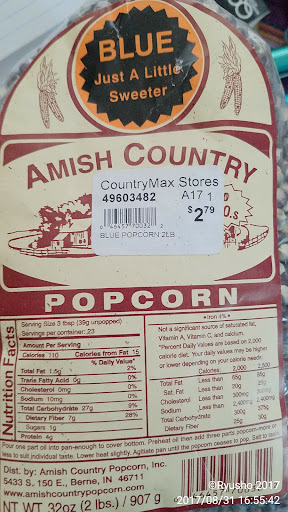 BLUE
Just A Little
Sweeter
AMISH COUNTRY
CountryMax Stores
49603482 A17 1
$2.79
0 46457 70032 2
BLUE POPCORN 2LB
POPCORN
Nutrition Facts
Serving Size 3 tbsp (39g unpopped)
Servings per container: 23
Amount Per Serving
Calories 110 Calories from Fat 15
% Daily Value*
Total Fat 1.5g 2%
Trans Fatty Acid 0g 0%
Cholesterol 0mg 0%
Sodium 10mg 0%
Total Carbohydrate 27g 9%
Dietary Fiber 7g 28%
Sugars 1g
Protein 4g
• Iron 4% •
Not a significant source of saturated fat,
Vitamin A, Vitamin C, and calcium.
*Percent Daily Values are based on 2,000
calorie diet. Your daily values may be higher
or lower depending on your calorie needs:
Calories: 2,000 2,500
Total Fat Less than 65g 80g
Sat. Fat Less than 20g 25g
Cholesterol Less than 300mg
Sodium Less than 2,400mg
Total Carbohydrate 300g 375g
Dietary Fiber 25g
Pour one part oil into pan-enough to cover bottom. Preheat oil then add three parts popcorn-more or
less to suit individual taste. Lower heat slightly. Agitate pan until the popcorn ceases to pop. Salt to taste.
Dist. by: Amish Country Popcorn, Inc.
5433 S. 150 E., Berne, IN 46711
www.amishcountrypopcorn.com
NET WT. 32oz (2 lbs.) / 907 g
©Ryusho 2017
2017/08/31 16:55:42